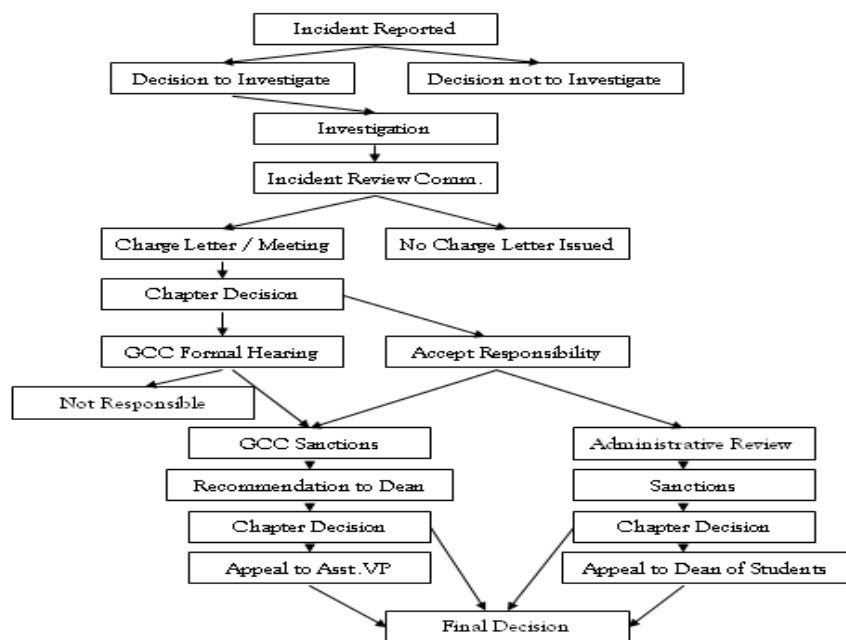 Incident Reported
Decision to Investigate
Decision not to Investigate
Investigation
Incident Review Comm.
Charge Letter / Meeting
No Charge Letter Issued
Chapter Decision
GCC Formal Hearing
Accept Responsibility
Not Responsible
GCC Sanctions
Administrative Review
Recommendation to Dean
Sanctions
Chapter Decision
Chapter Decision
Appeal to Asst.VP
Appeal to Dean of Students
Final Decision